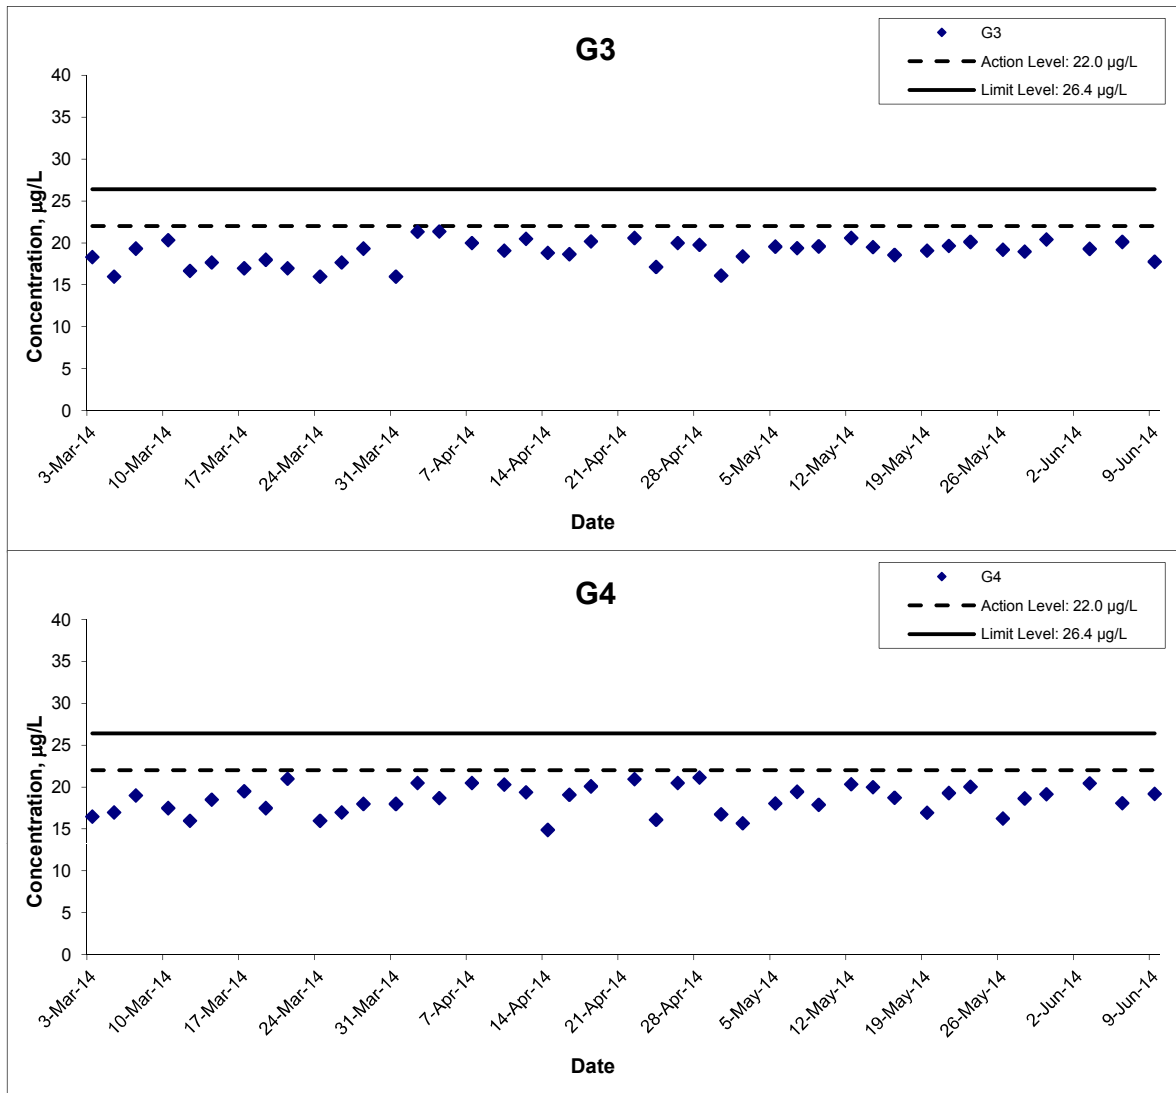 G3
G3
Action Level: 22.0 µg/L
Limit Level: 26.4 µg/L
40
35
30
25
20
15
10
5
0
Concentration, µg/L
3-Mar-14
10-Mar-14
17-Mar-14
24-Mar-14
31-Mar-14
7-Apr-14
14-Apr-14
21-Apr-14
28-Apr-14
5-May-14
12-May-14
19-May-14
26-May-14
2-Jun-14
9-Jun-14
Date
G4
G4
Action Level: 22.0 µg/L
Limit Level: 26.4 µg/L
40
35
30
25
20
15
10
5
0
Concentration, µg/L
3-Mar-14
10-Mar-14
17-Mar-14
24-Mar-14
31-Mar-14
7-Apr-14
14-Apr-14
21-Apr-14
28-Apr-14
5-May-14
12-May-14
19-May-14
26-May-14
2-Jun-14
9-Jun-14
Date